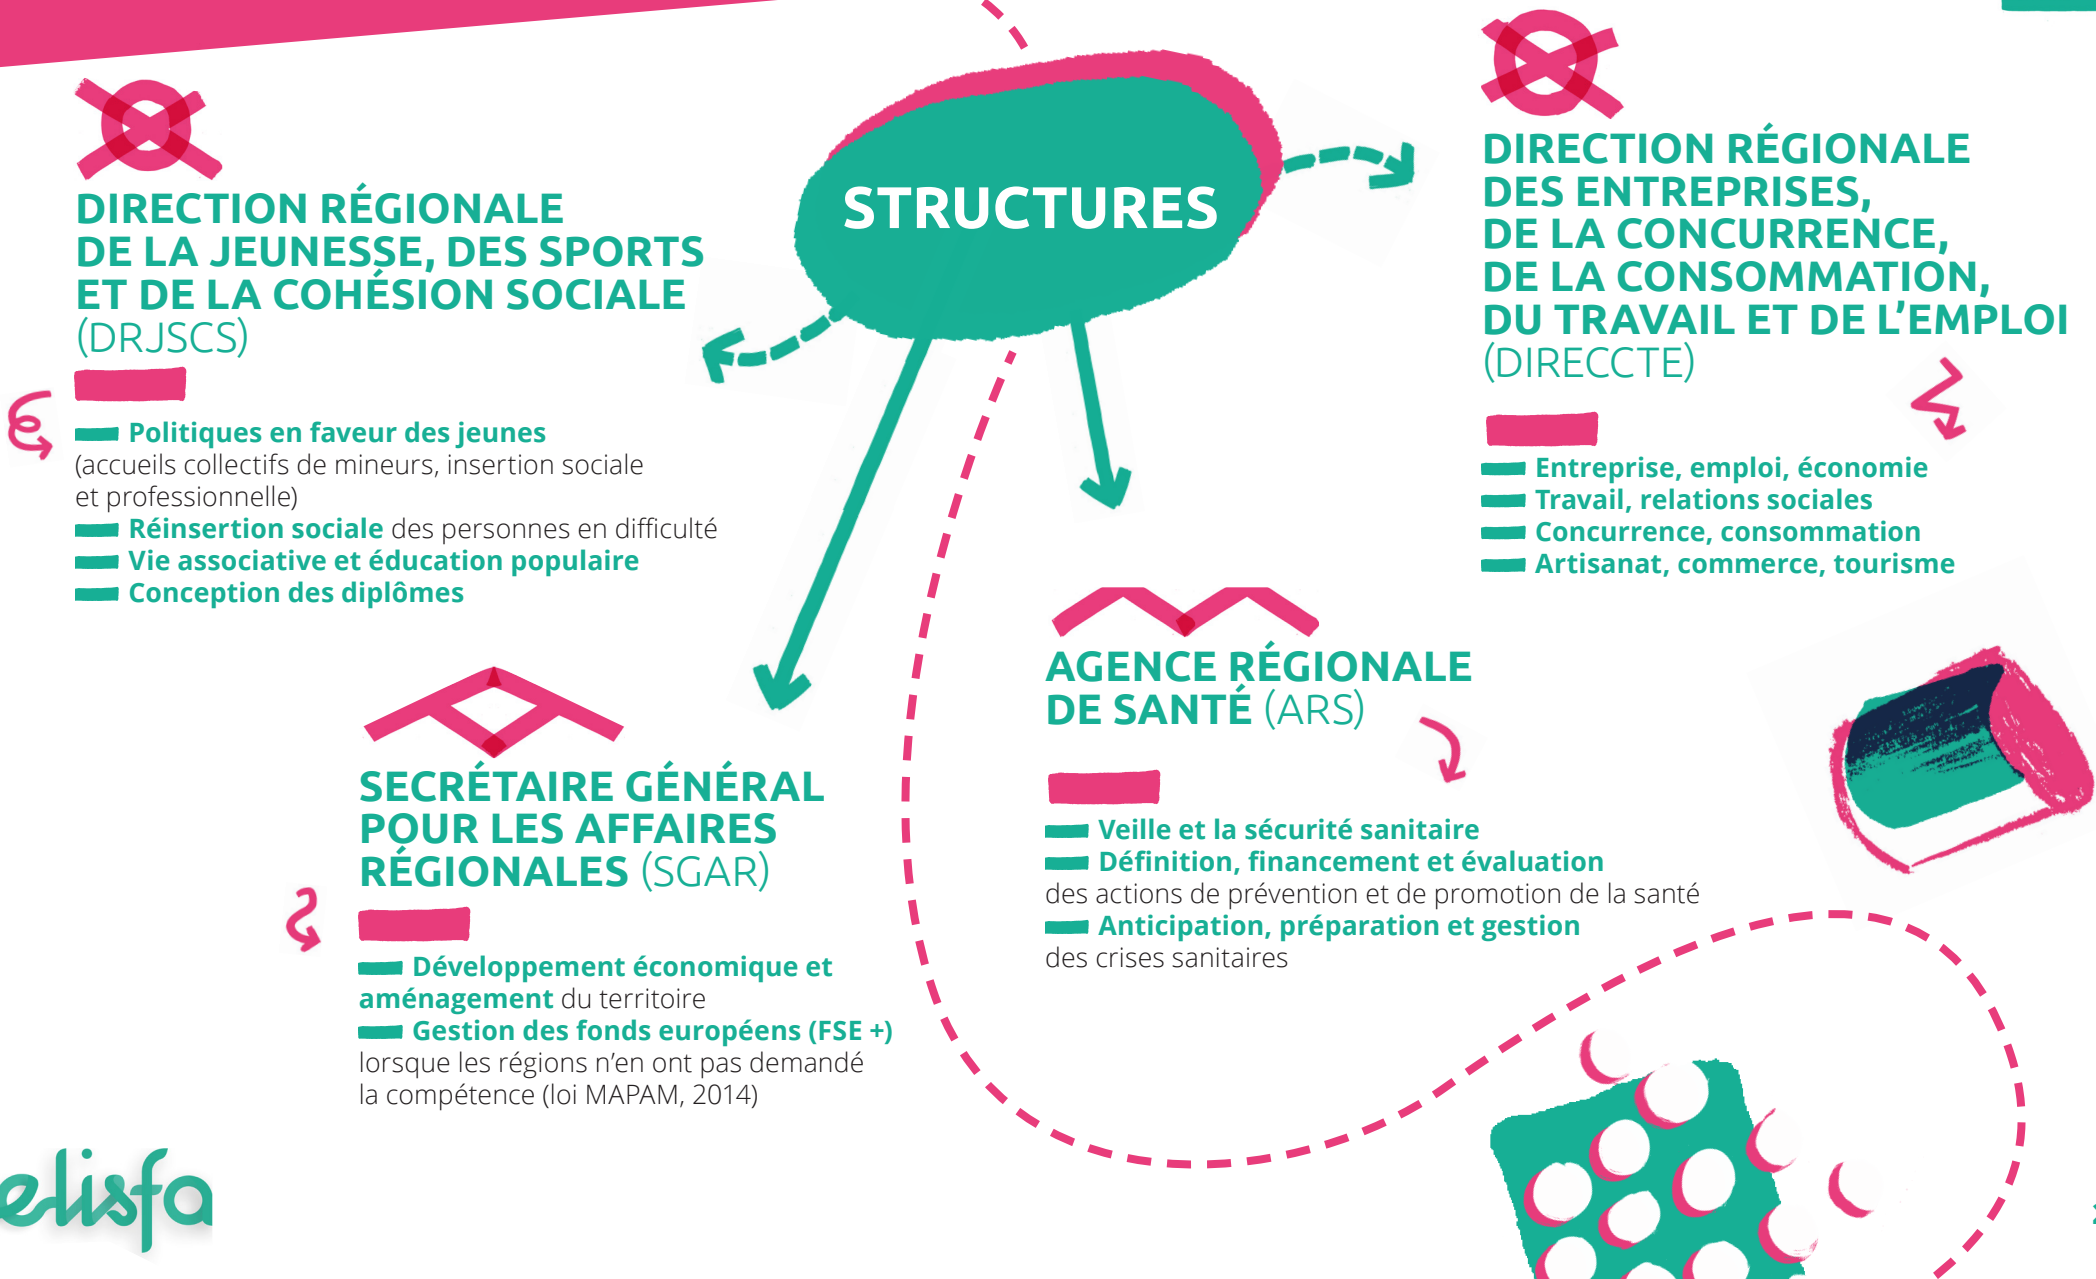 STRUCTURES
DIRECTION RÉGIONALE
DE LA JEUNESSE, DES SPORTS
ET DE LA COHÉSION SOCIALE
(DRJSCS)
Politiques en faveur des jeunes
(accueils collectifs de mineurs, insertion sociale
et professionnelle)
Réinsertion sociale des personnes en difficulté
Vie associative et éducation populaire
Conception des diplômes
DIRECTION RÉGIONALE
DES ENTREPRISES,
DE LA CONCURRENCE,
DE LA CONSOMMATION,
DU TRAVAIL ET DE L’EMPLOI
(DIRECCTE)
Entreprise, emploi, économie
Travail, relations sociales
Concurrence, consommation
Artisanat, commerce, tourisme
SECRÉTAIRE GÉNÉRAL
POUR LES AFFAIRES
RÉGIONALES (SGAR)
Développement économique et
aménagement du territoire
Gestion des fonds européens (FSE +)
lorsque les régions n’en ont pas demandé
la compétence (loi MAPAM, 2014)
AGENCE RÉGIONALE
DE SANTÉ (ARS)
Veille et la sécurité sanitaire
Définition, financement et évaluation
des actions de prévention et de promotion de la santé
Anticipation, préparation et gestion
des crises sanitaires
elisfa